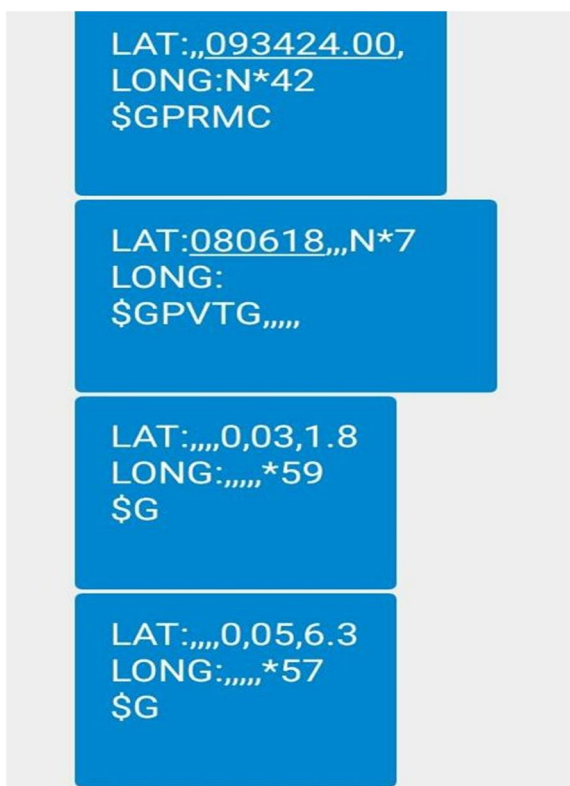 LAT:,,093424.00,
LONG:N*42
$GPRMC
LAT:080618,,,N*7
LONG:
$GPVTG,,,,,
LAT:,,,,0,03,1.8
LONG:,,,,,*59
$G
LAT:,,,,0,05,6.3
LONG:,,,,,*57
$G